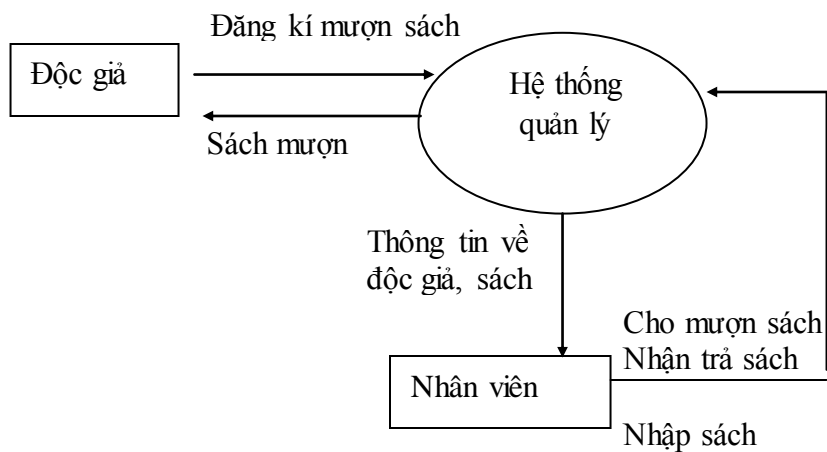 Đăng kí mượn sách
Độc giả
Hệ thống
quản lý
Sách mượn
Thông tin về
độc giả, sách
Cho mượn sách
Nhận trả sách
Nhân viên
Nhập sách